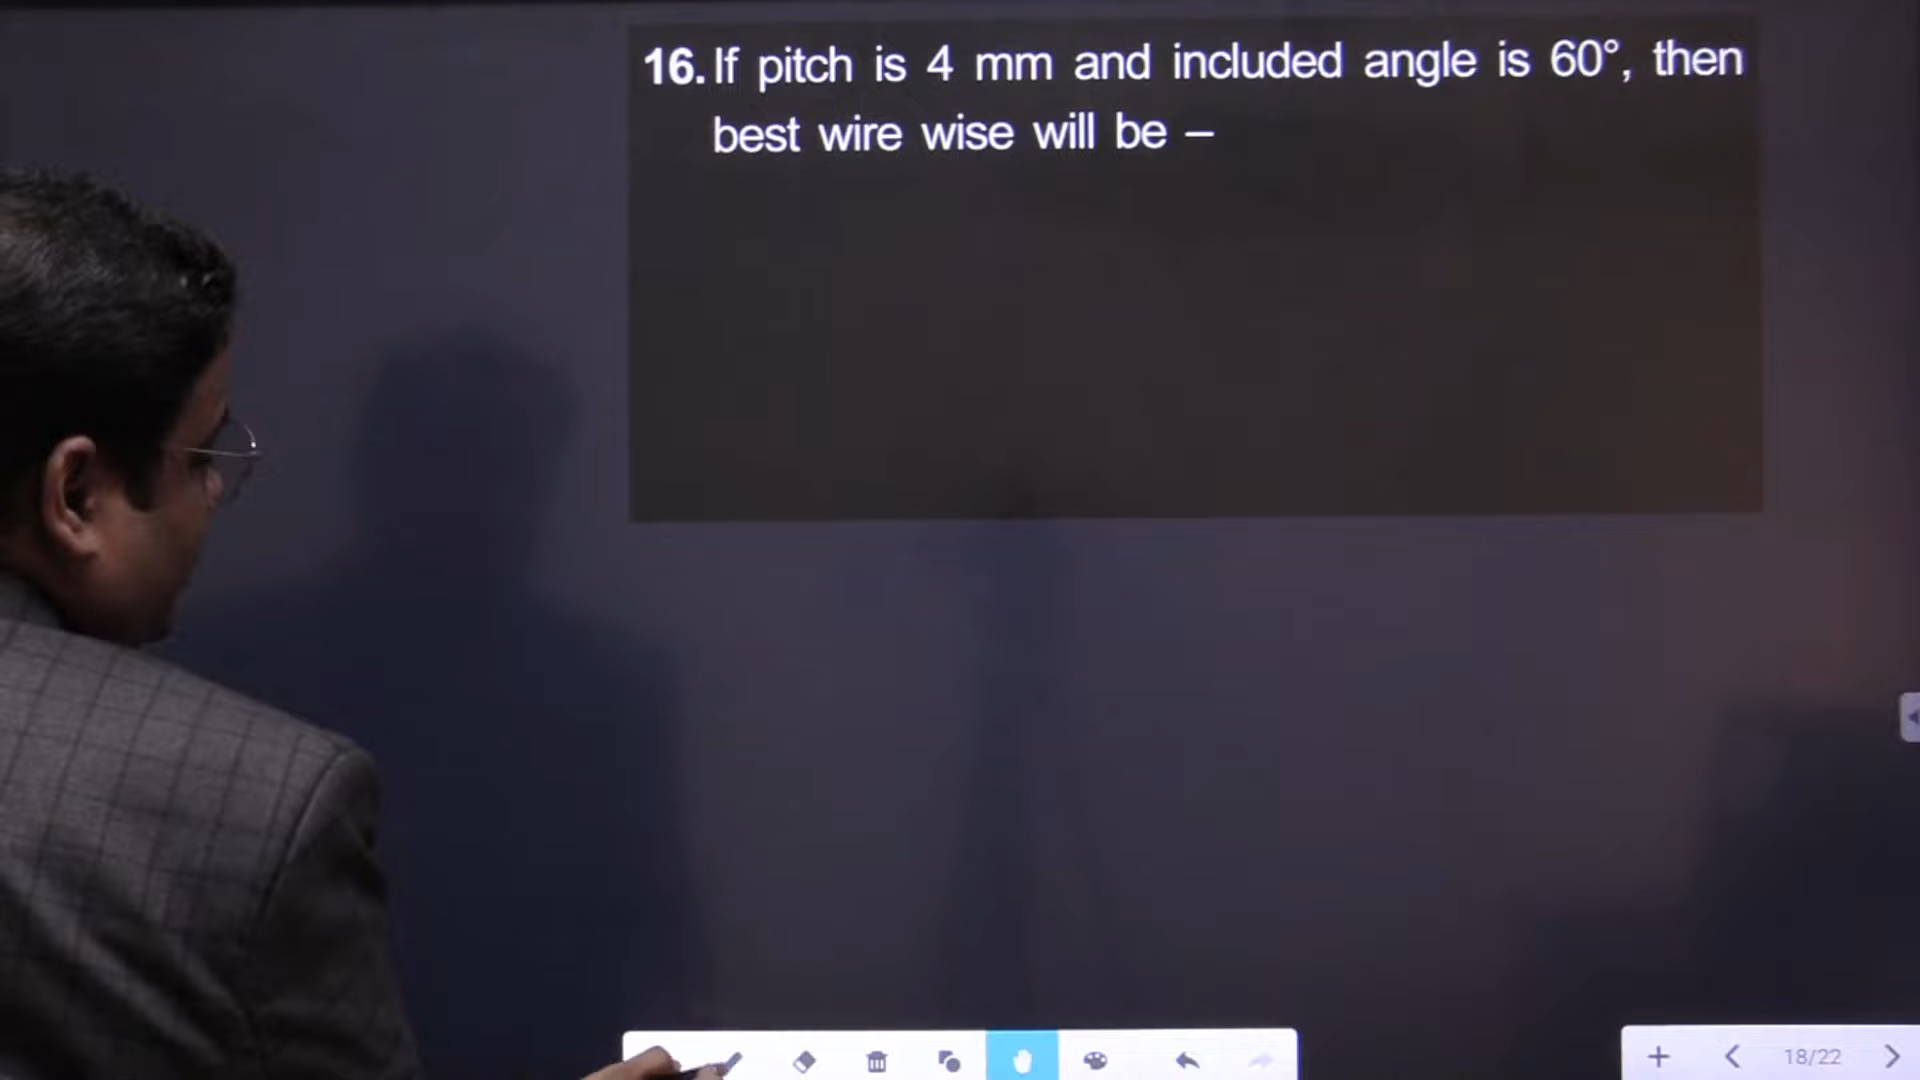 16. If pitch is 4 mm and included angle is 60°, then
best wire wise will be –
18/22